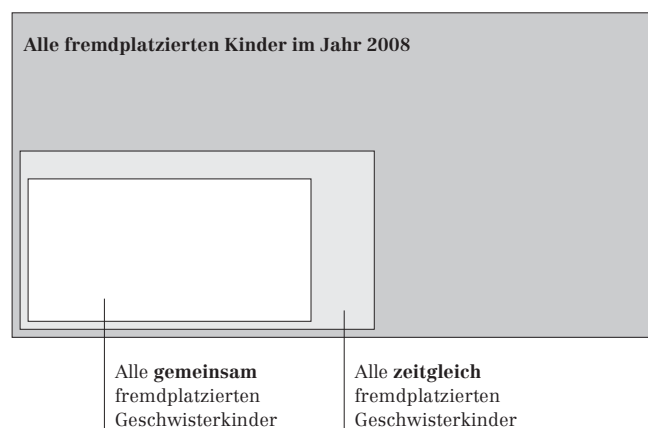 Alle fremdplatzierten Kinder im Jahr 2008
Alle gemeinsam
fremdplatzierten
Geschwisterkinder
Alle zeitgleich
fremdplatzierten
Geschwisterkinder